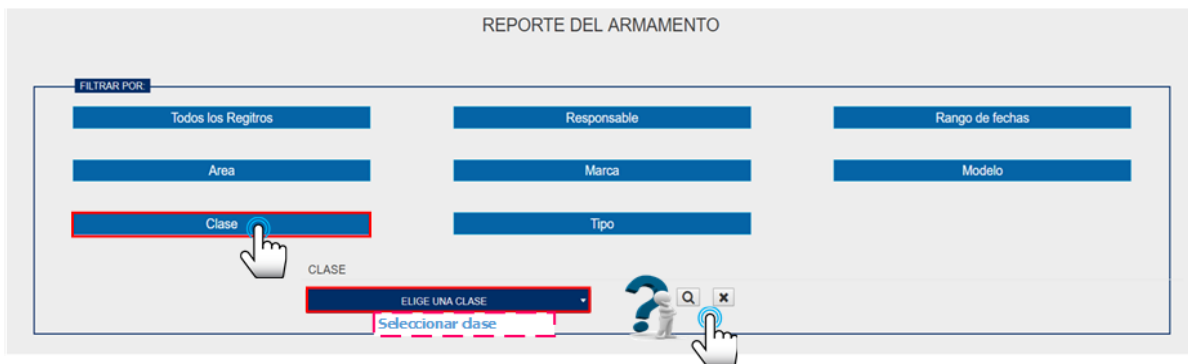 REPORTE DEL ARMAMENTO
FILTRAR POR:
Todos los Regitros
Responsable
Rango de fechas
Area
Marca
Modelo
Clase
Tipo
CLASE
ELIGE UNA CLASE
Seleccionar clase